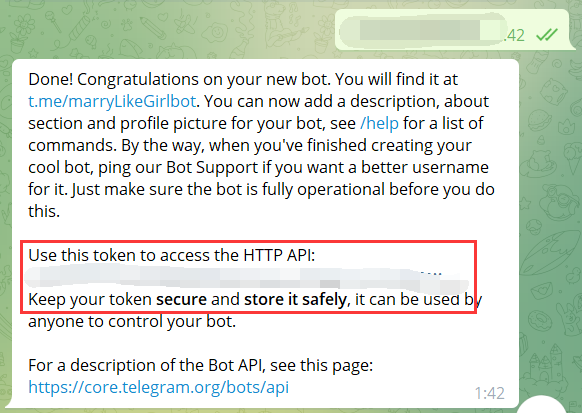 .42
Done! Congratulations on your new bot. You will find it at
t.me/marryLikeGirlbot. You can now add a description, about
section and profile picture for your bot, see /help for a list of
commands. By the way, when you've finished creating your
cool bot, ping our Bot Support if you want a better username
for it. Just make sure the bot is fully operational before you do
this.
Use this token to access the HTTP API:
Keep your token secure and store it safely, it can be used by
anyone to control your bot.
For a description of the Bot API, see this page:
https://core.telegram.org/bots/api
1:42